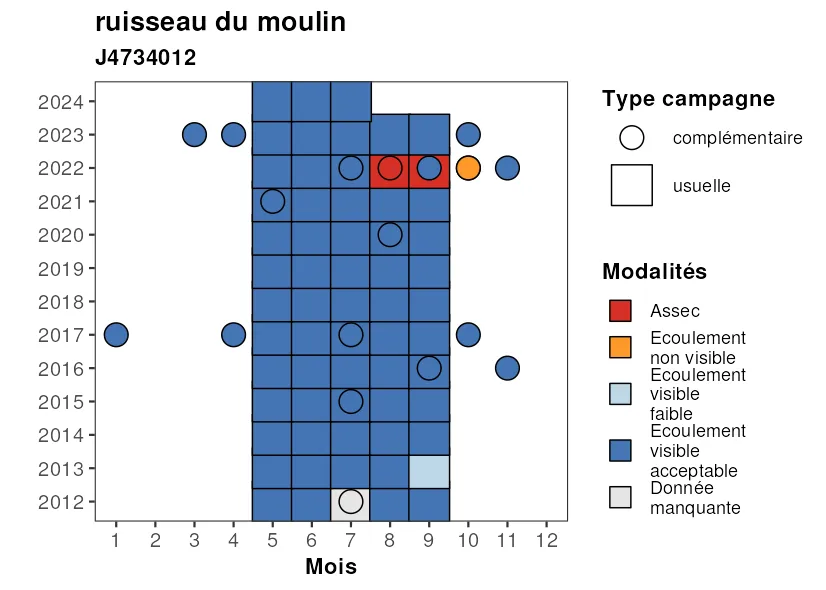 ruisseau du moulin
J4734012
2024
2023
2022
2021
2020
2019
2018
2017
2016
2015
2014
2013
2012
1 2 3 4 5 6 7 8 9 10 11 12
Mois
Type campagne
complémentaire
usuelle
Modalités
Assec
Ecoulement
non visible
Ecoulement
visible
faible
Ecoulement
visible
acceptable
Donnée
manquante